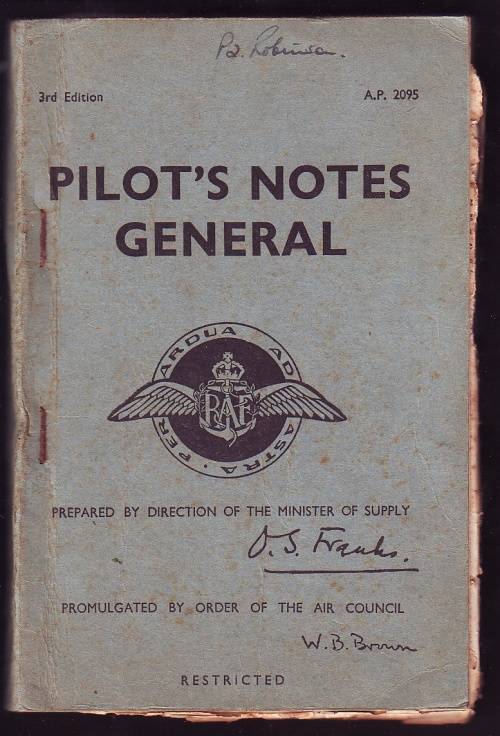 Pa. Robinson.
3rd Edition A.P. 2095
PILOT'S NOTES
GENERAL
PER · ARDUA · AD · ASTRA ·
RAF
PREPARED BY DIRECTION OF THE MINISTER OF SUPPLY
O. S. Franks.
PROMULGATED BY ORDER OF THE AIR COUNCIL
W. B. Brown
RESTRICTED